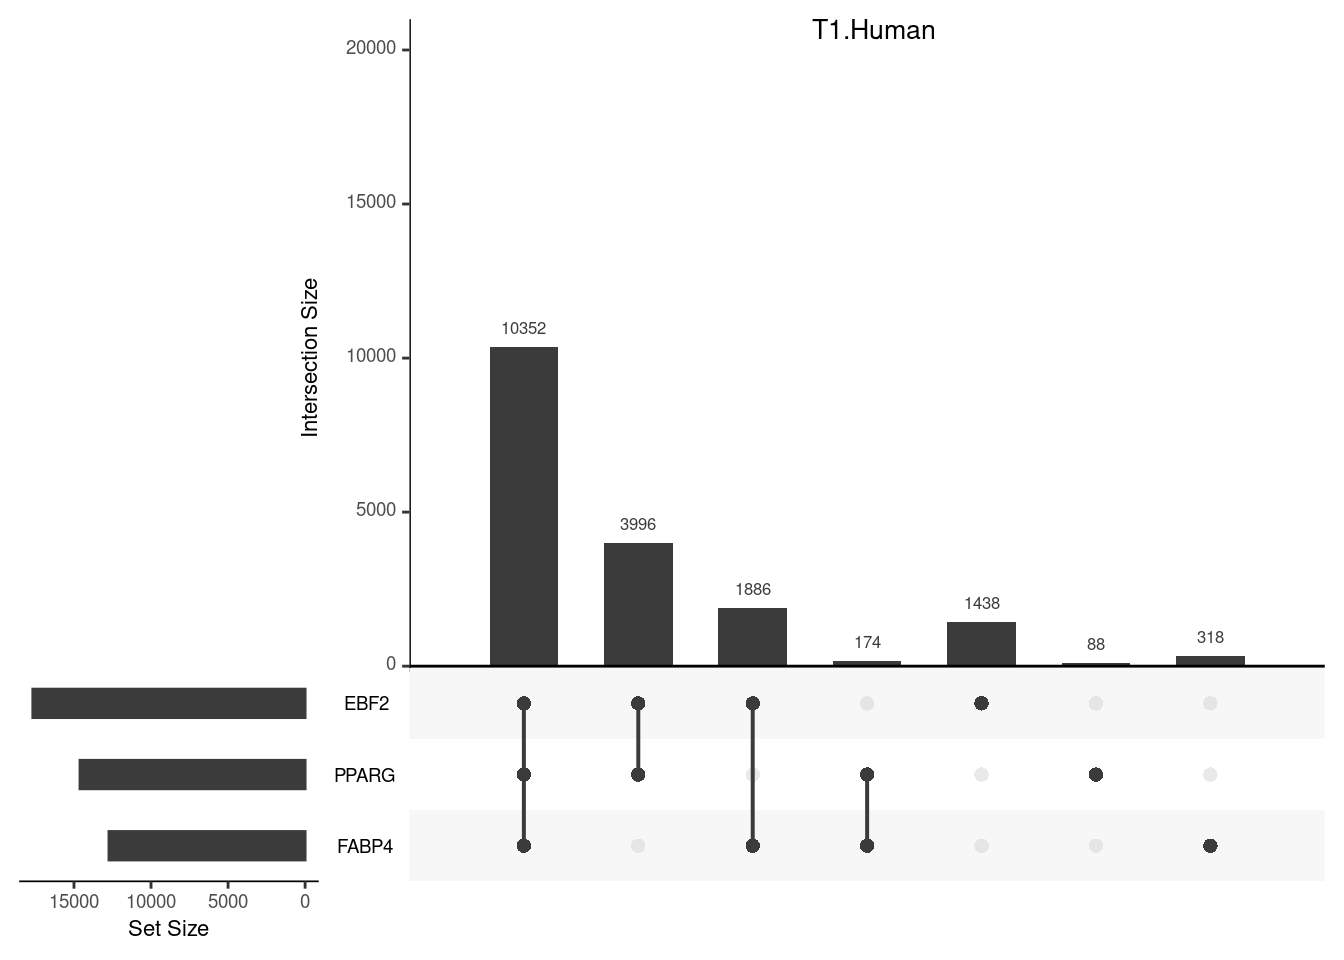 T1.Human
20000
15000
10000
5000
0
Intersection Size
10352
3996
1886
174
1438
88
318
EBF2
PPARG
FABP4
15000 10000 5000 0
Set Size